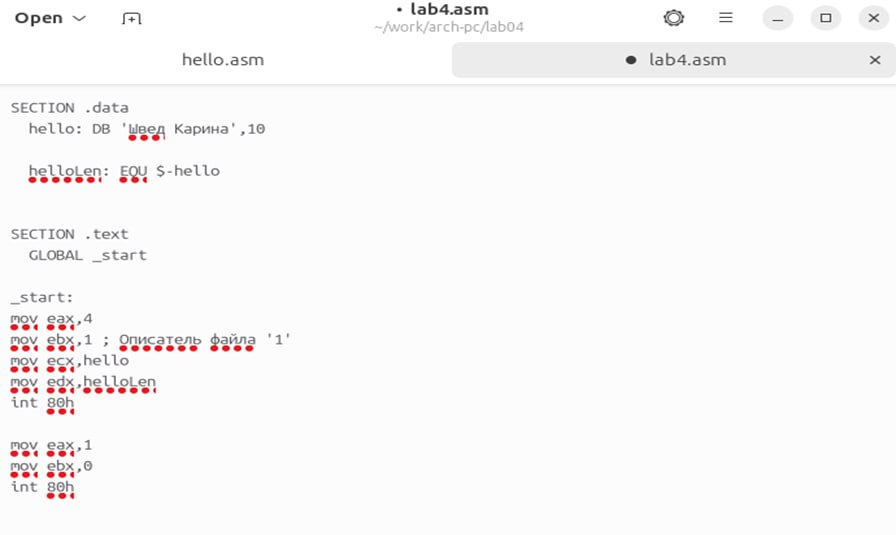 Open
• lab4.asm
~/work/arch-pc/lab04
hello.asm
● lab4.asm
SECTION .data
hello: DB 'Швед Карина',10
helloLen: EQU $-hello
SECTION .text
GLOBAL _start
_start:
mov eax,4
mov ebx,1 ; Описатель файла '1'
mov ecx,hello
mov edx,helloLen
int 80h
mov eax,1
mov ebx,0
int 80h